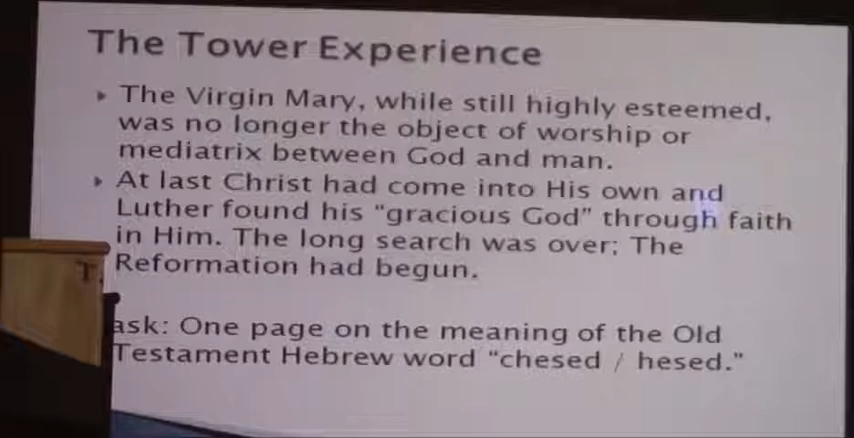 The Tower Experience
The Virgin Mary, while still highly esteemed,
was no longer the object of worship or
mediatrix between God and man.
At last Christ had come into His own and
Luther found his "gracious God" through faith
in Him. The long search was over; The
Reformation had begun.
T.
ask: One page on the meaning of the Old
Testament Hebrew word "chesed / hesed."